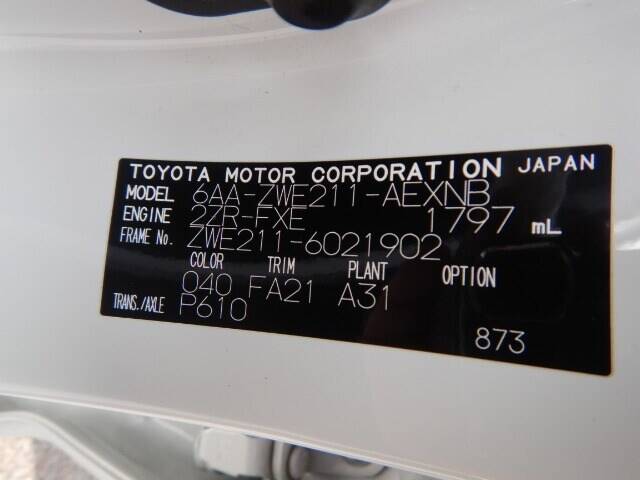 TOYOTA MOTOR CORPORATION JAPAN
MODEL 6AA-ZWE211-AEXNB
ENGINE 2ZR-FXE 1797 mL
FRAME No. ZWE211-6021902
COLOR TRIM PLANT OPTION
040 FA21 A31
TRANS./AXLE P610
873